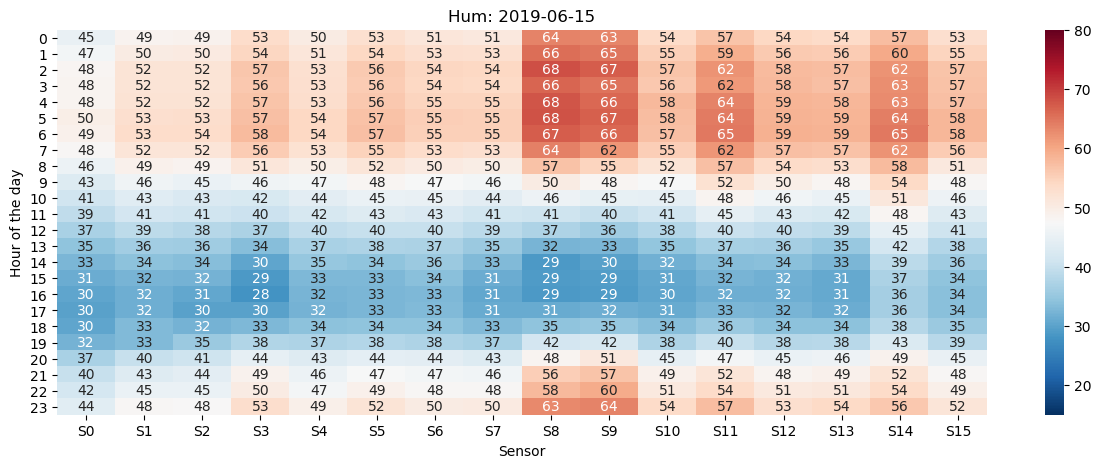 Hum: 2019-06-15
0 45 49 49 53 50 53 51 51 64 63 54 57 54 54 57 53
1 47 50 50 54 51 54 53 53 66 65 55 59 56 56 60 55
2 48 52 52 57 53 56 54 54 68 67 57 62 58 57 62 57
3 48 52 52 56 53 56 54 54 66 65 56 62 58 57 63 57
4 48 52 52 57 53 56 55 55 68 66 58 64 59 58 63 57
5 50 53 53 57 54 57 55 55 68 67 58 64 59 59 64 58
6 49 53 54 58 54 57 55 55 67 66 57 65 59 59 65 58
7 48 52 52 56 53 55 53 53 64 62 55 62 57 57 62 56
8 46 49 49 51 50 52 50 50 57 55 52 57 54 53 58 51
9 43 46 45 46 47 48 47 46 50 48 47 52 50 48 54 48
10 41 43 43 42 44 45 45 44 46 45 45 48 46 45 51 46
11 39 41 41 40 42 43 43 41 41 40 41 45 43 42 48 43
12 37 39 38 37 40 40 40 39 37 36 38 40 40 39 45 41
13 35 36 36 34 37 38 37 35 32 33 35 37 36 35 42 38
14 33 34 34 30 35 34 36 33 29 30 32 34 34 33 39 36
15 31 32 32 29 33 33 34 31 29 29 31 32 32 31 37 34
16 30 32 31 28 32 33 33 31 29 29 30 32 32 31 36 34
17 30 32 30 30 32 33 33 31 31 32 31 33 32 32 36 34
18 30 33 32 33 34 34 34 33 35 35 34 36 34 34 38 35
19 32 33 35 38 37 38 38 37 42 42 38 40 38 38 43 39
20 37 40 41 44 43 44 44 43 48 51 45 47 45 46 49 45
21 40 43 44 49 46 47 47 46 56 57 49 52 48 49 52 48
22 42 45 45 50 47 49 48 48 58 60 51 54 51 51 54 49
23 44 48 48 53 49 52 50 50 63 64 54 57 53 54 56 52
S0 S1 S2 S3 S4 S5 S6 S7 S8 S9 S10 S11 S12 S13 S14 S15
Sensor
Hour of the day
80
70
60
50
40
30
20